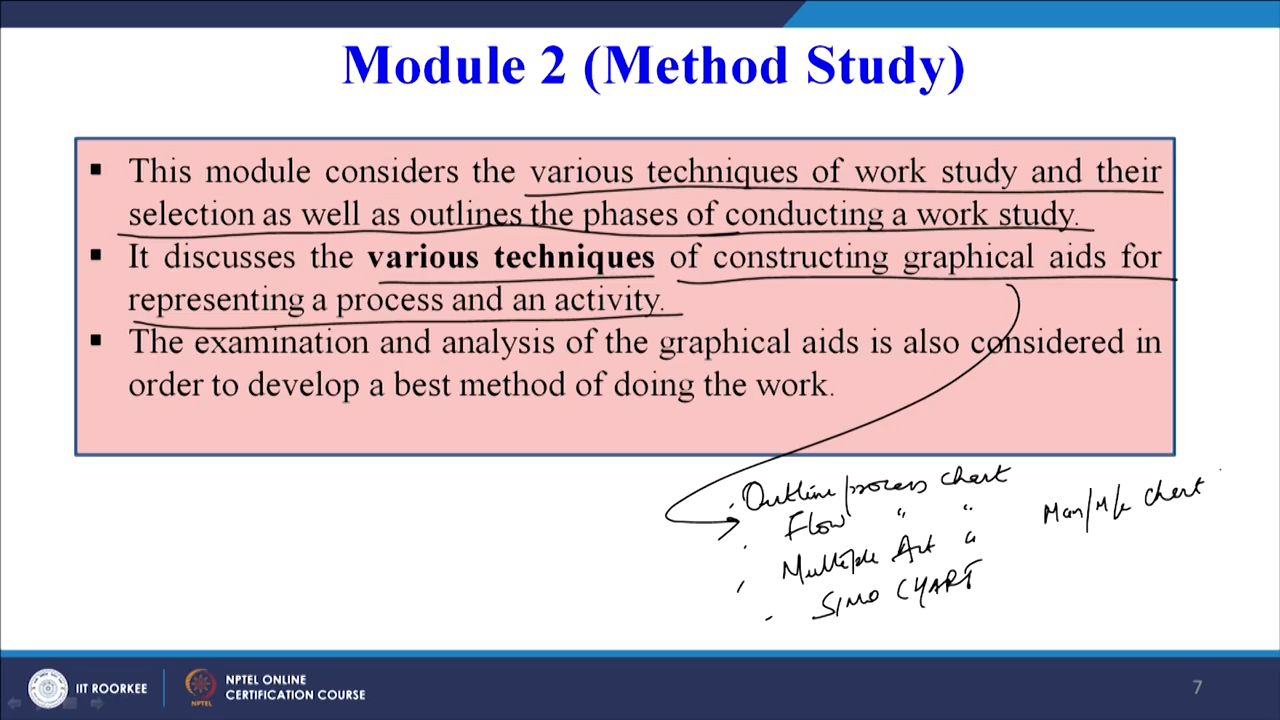 Module 2 (Method Study)
▪ This module considers the various techniques of work study and their
selection as well as outlines the phases of conducting a work study.
▪ It discusses the various techniques of constructing graphical aids for
representing a process and an activity.
▪ The examination and analysis of the graphical aids is also considered in
order to develop a best method of doing the work.
Outline process chart
Flow " "
Multiple Act "
SIMO CHART
Man/M/c Chart
IIT ROORKEE
NPTEL
NPTEL ONLINE
CERTIFICATION COURSE
7